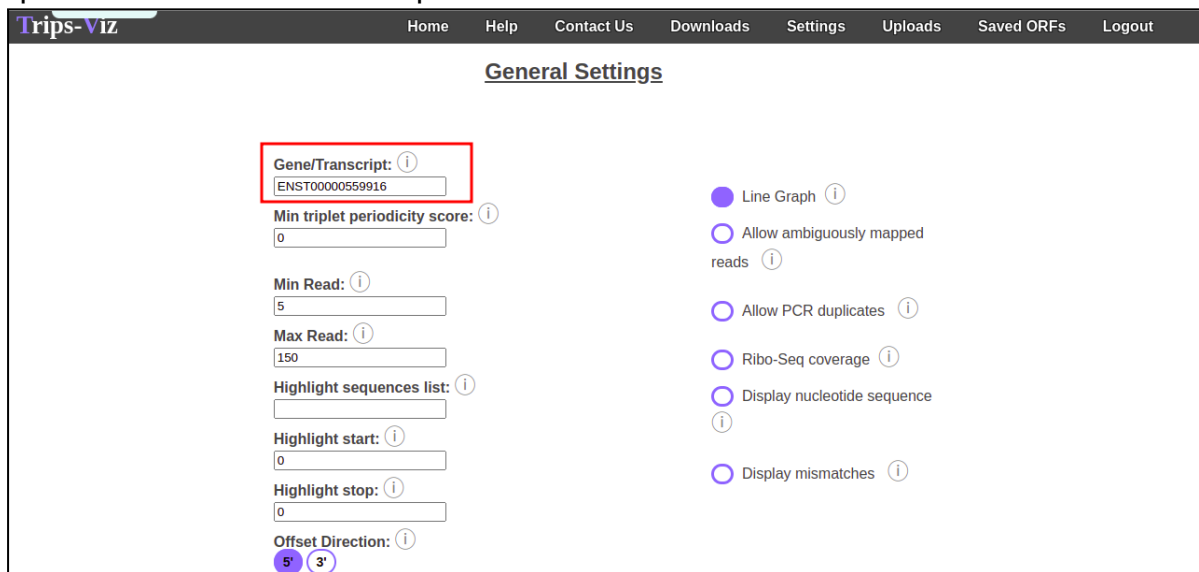 Trips-Viz Home Help Contact Us Downloads Settings Uploads Saved ORFs Logout
General Settings
Gene/Transcript: i
ENST00000559916
Min triplet periodicity score: i
0
Min Read: i
5
Max Read: i
150
Highlight sequences list: i
Highlight start: i
0
Highlight stop: i
0
Offset Direction: i
5' 3'
Line Graph i
Allow ambiguously mapped
reads i
Allow PCR duplicates i
Ribo-Seq coverage i
Display nucleotide sequence
i
Display mismatches i